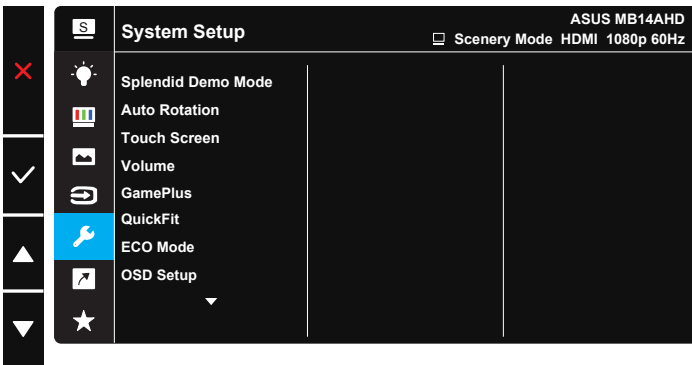 S
System Setup
ASUS MB14AHD
Scenery Mode HDMI 1080p 60Hz
Splendid Demo Mode
Auto Rotation
Touch Screen
Volume
GamePlus
QuickFit
ECO Mode
OSD Setup